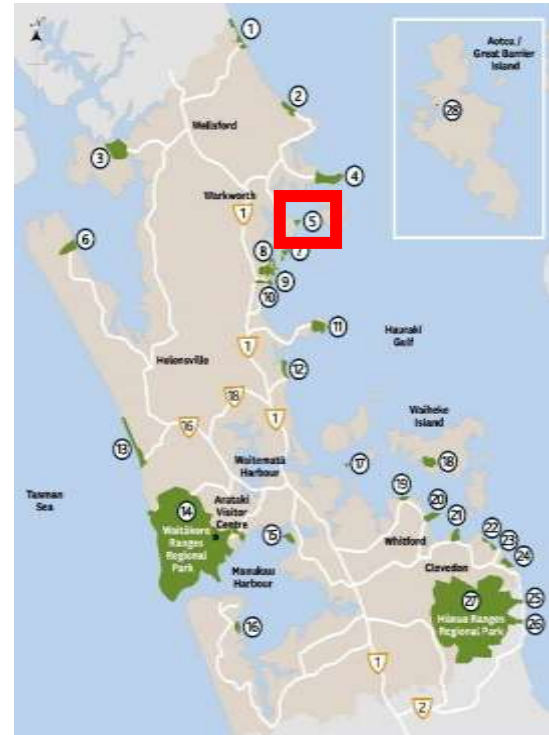 1
Aotea /
Great Barrier
Island
2
28
Wellsford
3
4
Warkworth
1
5
6
8
7
9
10
11
Hauraki
Gulf
1
Helensville
12
18
Waiheke
Island
16
1
13
Waitematā
Harbour
17
18
Tasman
Sea
14
Arataki
Visitor
Centre
19
20
15
21
22
Waitākere
Ranges
Regional
Park
Whitford
23
Manukau
Harbour
Clevedon
24
27
25
16
Hūnua Ranges
Regional Park
26
1
2